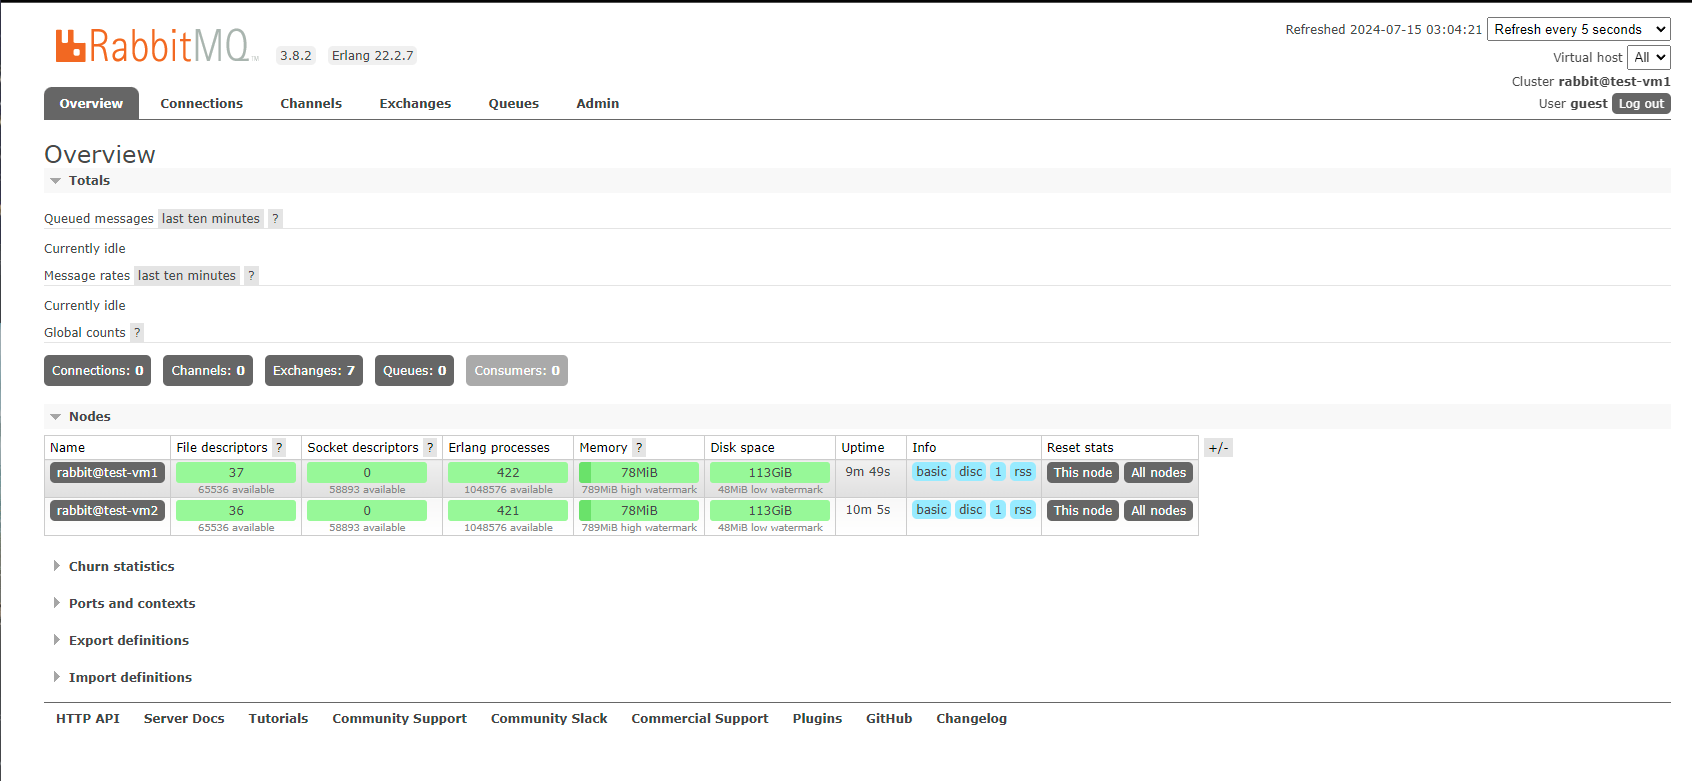 RabbitMQ TM 3.8.2 Erlang 22.2.7
Refreshed 2024-07-15 03:04:21 Refresh every 5 seconds
Virtual host All
Cluster rabbit@test-vm1
User guest Log out
Overview Connections Channels Exchanges Queues Admin
Overview
Totals
Queued messages last ten minutes ?
Currently idle
Message rates last ten minutes ?
Currently idle
Global counts ?
Connections: 0 Channels: 0 Exchanges: 7 Queues: 0 Consumers: 0
Nodes
Name File descriptors ? Socket descriptors ? Erlang processes Memory ? Disk space Uptime Info Reset stats +/-
rabbit@test-vm1 37 0 422 78MiB 113GiB 9m 49s basic disc 1 rss This node All nodes
65536 available 58893 available 1048576 available 789MiB high watermark 48MiB low watermark
rabbit@test-vm2 36 0 421 78MiB 113GiB 10m 5s basic disc 1 rss This node All nodes
65536 available 58893 available 1048576 available 789MiB high watermark 48MiB low watermark
Churn statistics
Ports and contexts
Export definitions
Import definitions
HTTP API Server Docs Tutorials Community Support Community Slack Commercial Support Plugins GitHub Changelog